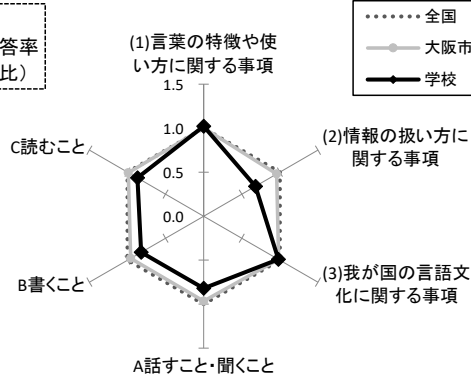 答率
比）
全国
大阪市
学校
(1)言葉の特徴や使
い方に関する事項
1.5
1.0
0.5
0.0
(2)情報の扱い方に
関する事項
(3)我が国の言語文
化に関する事項
A話すこと・聞くこと
B書くこと
C読むこと